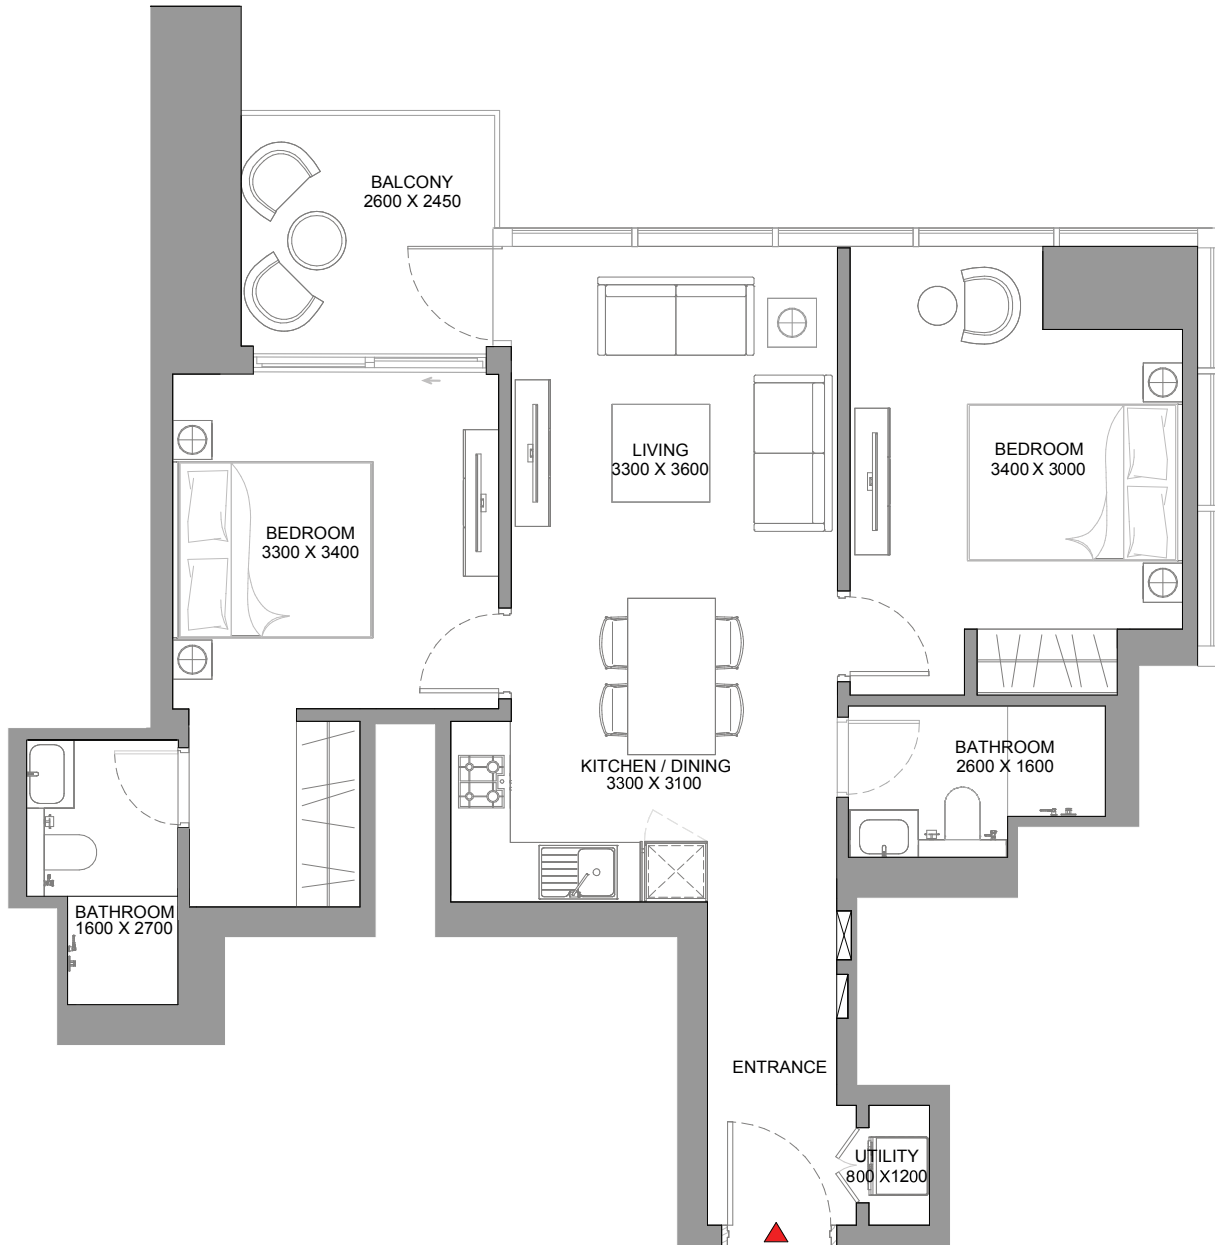 BALCONY
2600 X 2450
LIVING
3300 X 3600
BEDROOM
3400 X 3000
BEDROOM
3300 X 3400
KITCHEN / DINING
3300 X 3100
BATHROOM
2600 X 1600
BATHROOM
1600 X 2700
ENTRANCE
UTILITY
800 X1200